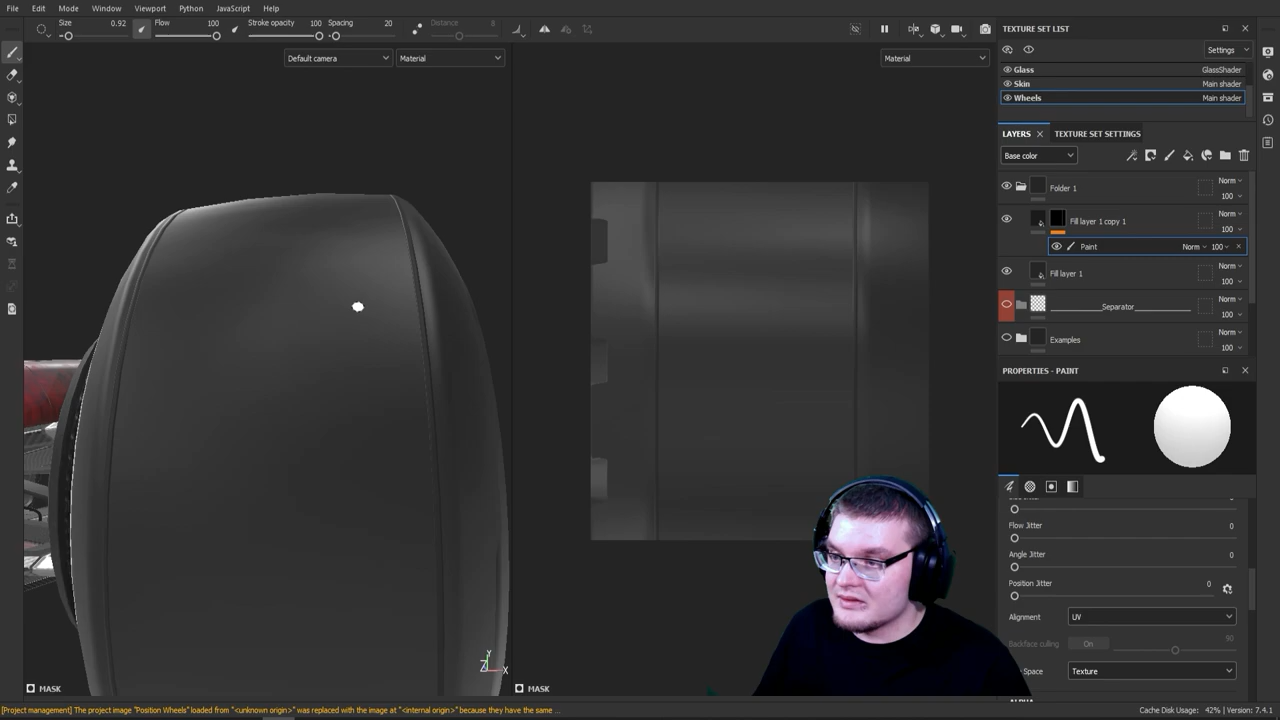 File Edit Mode Window Viewport Python JavaScript Help
Size 0.92 Flow 100 Stroke opacity 100 Spacing 20 Distance 8
Default camera Material Material
TEXTURE SET LIST
Settings
Glass GlassShader
Skin Main shader
Wheels Main shader
LAYERS TEXTURE SET SETTINGS
Base color
Folder 1 Norm 100
Fill layer 1 copy 1 Norm 100
Paint Norm 100
Fill layer 1 Norm 100
Separator Norm 100
Examples Norm 100
PROPERTIES - PAINT
0
Flow Jitter 0
Angle Jitter 0
Position Jitter 0
Alignment UV
Backface culling On 90
Space Texture
Y
Z X
MASK MASK
[Project management] The project image "Position Wheels" loaded from "<unknown origin>" was replaced with the image at "<internal origin>" because they have the same ...
Cache Disk Usage: 42% | Version: 7.4.1